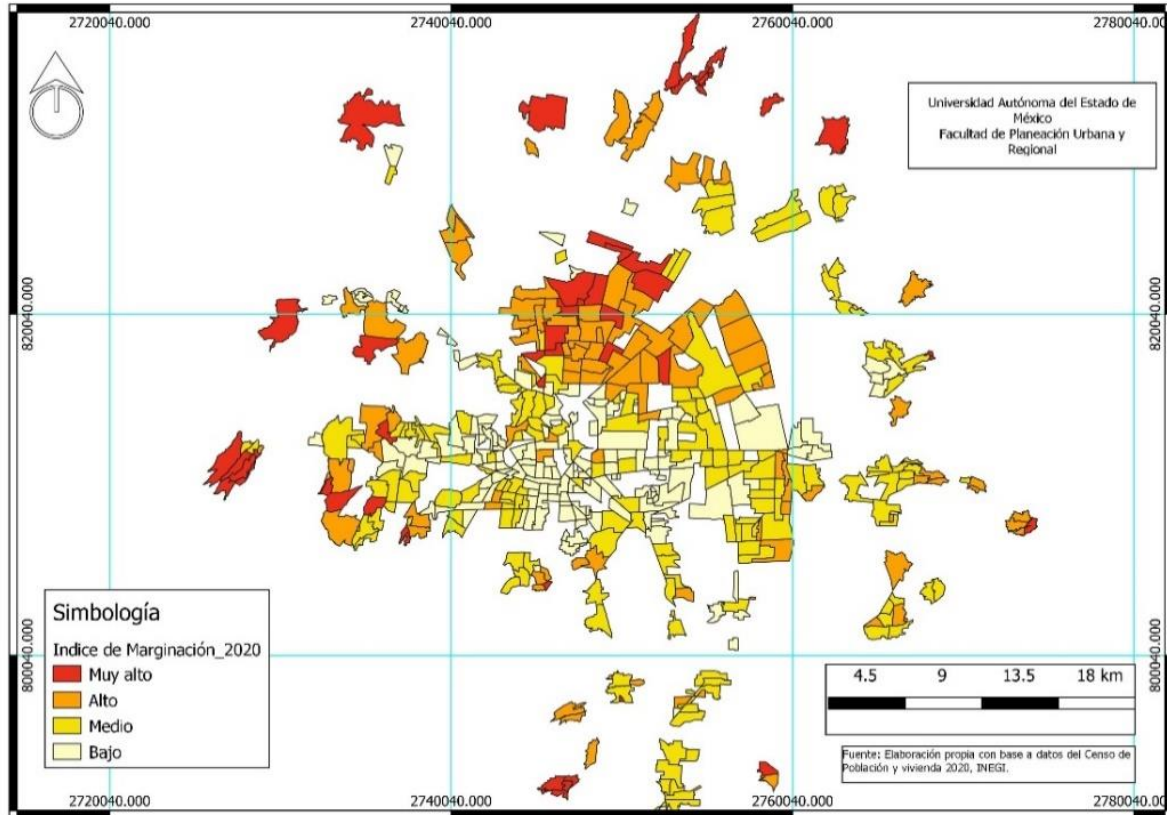 2720040.000 2740040.000 2760040.000 2780040.000
Universidad Autónoma del Estado de
México
Facultad de Planeación Urbana y
Regional
820040.000 820040.000
Simbología
Indice de Marginación_2020
Muy alto
Alto
Medio
Bajo
800040.000 800040.000
4.5 9 13.5 18 km
Fuente: Elaboración propia con base a datos del Censo de
Población y vivienda 2020, INEGI.
2720040.000 2740040.000 2760040.000 2780040.000